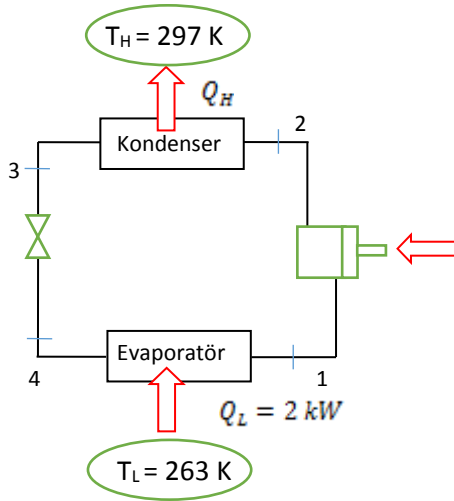 T_H = 297 K
Q_H
2
Kondenser
3
Evaporatör
4
1
Q_L = 2 kW
T_L = 263 K